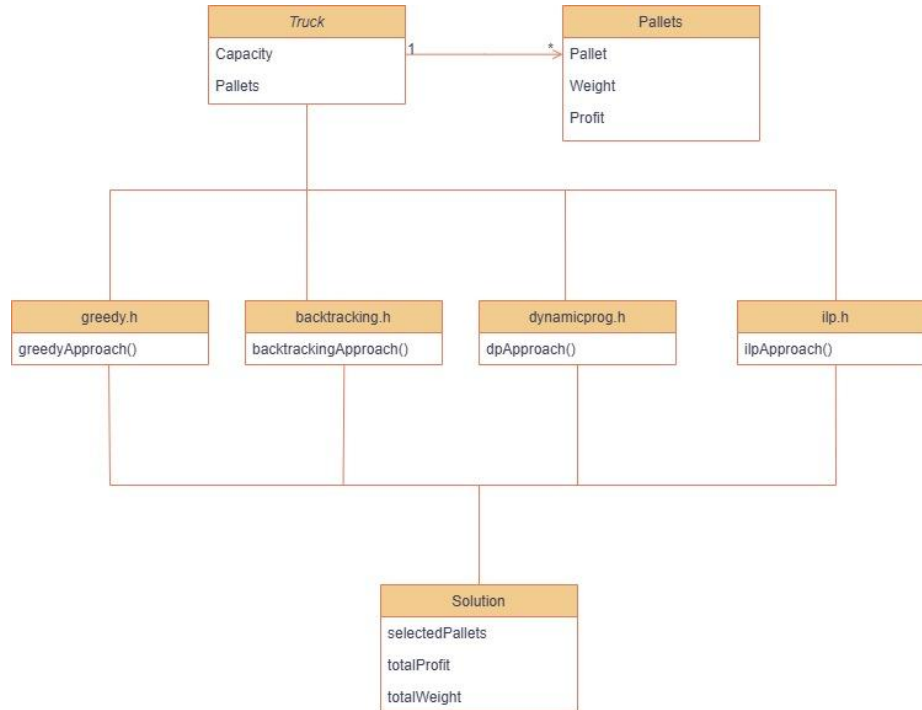 Truck
Capacity
Pallets
1
*
Pallets
Pallet
Weight
Profit
greedy.h
greedyApproach()
backtracking.h
backtrackingApproach()
dynamicprog.h
dpApproach()
ilp.h
ilpApproach()
Solution
selectedPallets
totalProfit
totalWeight